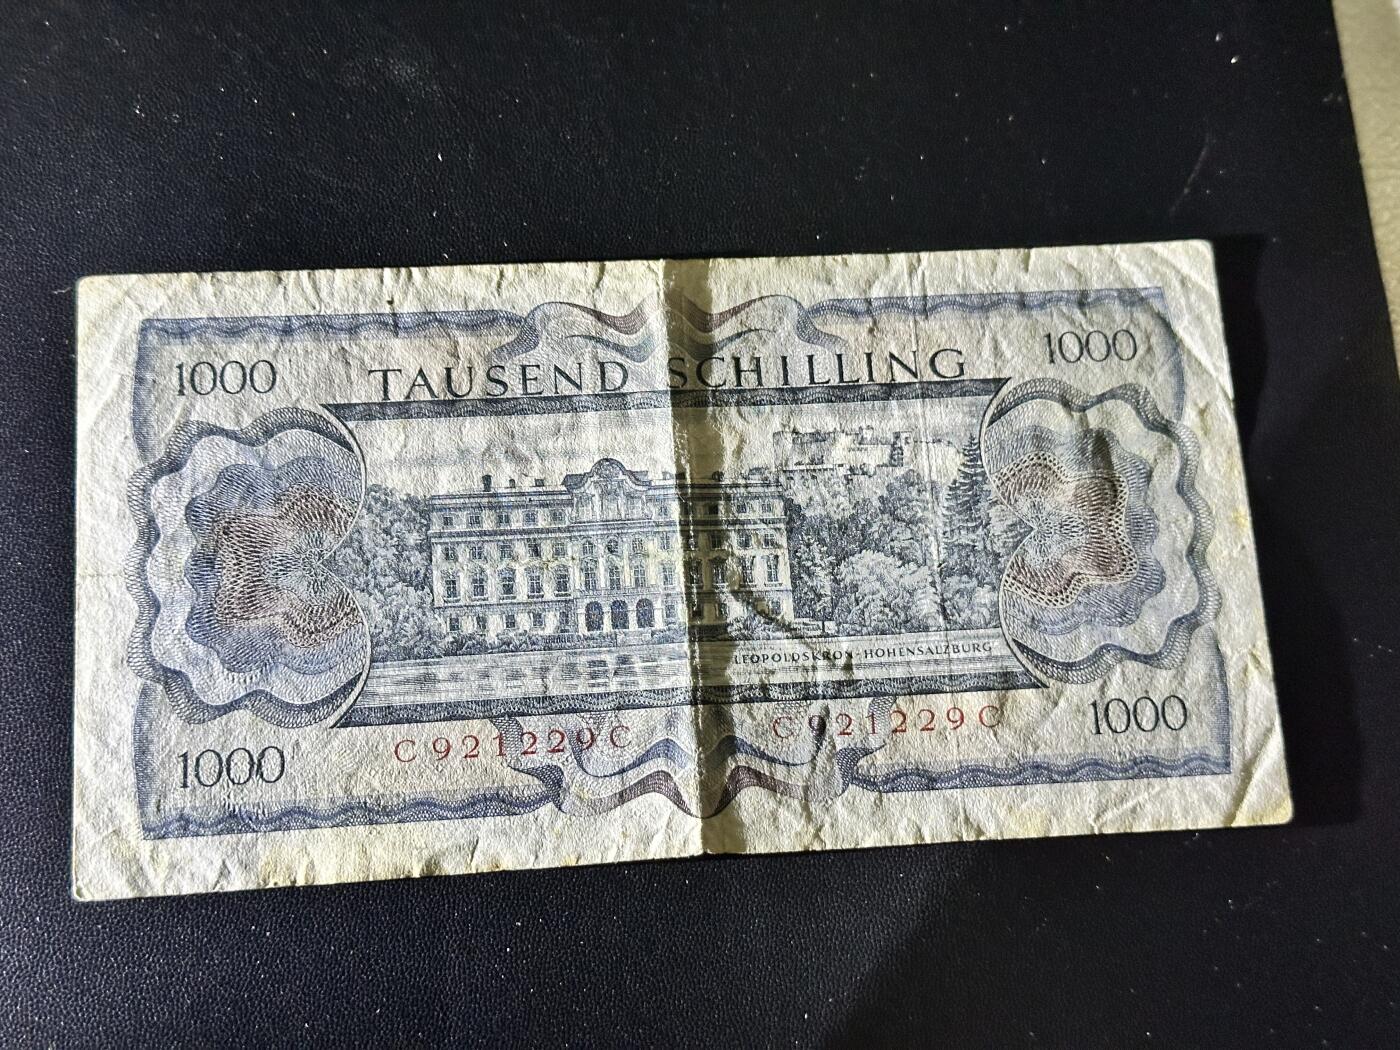 1000
TAUSEND SCHILLING
1000
LEOPOLDSKRON-HOHENSALZBURG
C 921229 C
C 921229 C
1000
1000